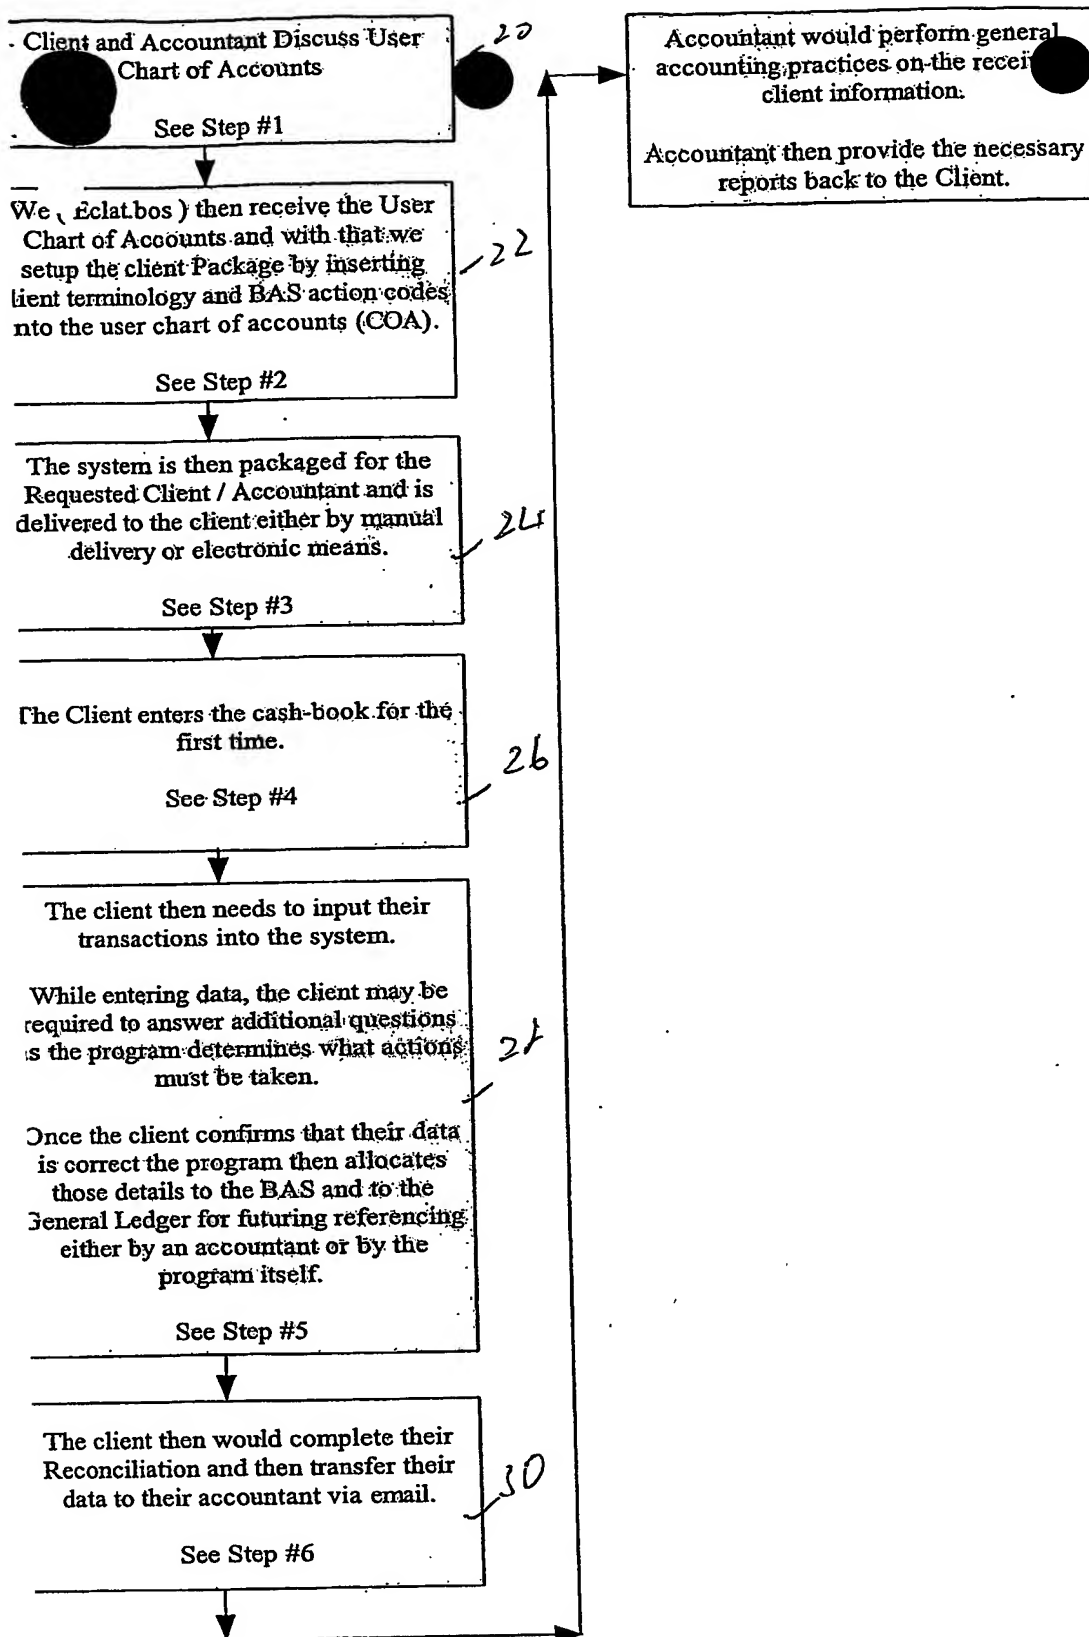 Client and Accountant Discuss User
Chart of Accounts
See Step #1
20
We ( Eclat.bos ) then receive the User
Chart of Accounts and with that we
setup the client Package by inserting
lient terminology and BAS action codes
nto the user chart of accounts (COA).
See Step #2
22
The system is then packaged for the
Requested Client / Accountant and is
delivered to the client either by manual
delivery or electronic means.
See Step #3
24
The Client enters the cash-book for the
first time.
See Step #4
26
The client then needs to input their
transactions into the system.
While entering data, the client may be
required to answer additional questions
s the program determines what actions
must be taken.
Once the client confirms that their data
is correct the program then allocates
those details to the BAS and to the
General Ledger for futuring referencing
either by an accountant or by the
program itself.
See Step #5
The client then would complete their
Reconciliation and then transfer their
data to their accountant via email.
See Step #6
30
Accountant would perform general
accounting practices on the recei
client information.
Accountant then provide the necessary
reports back to the Client.